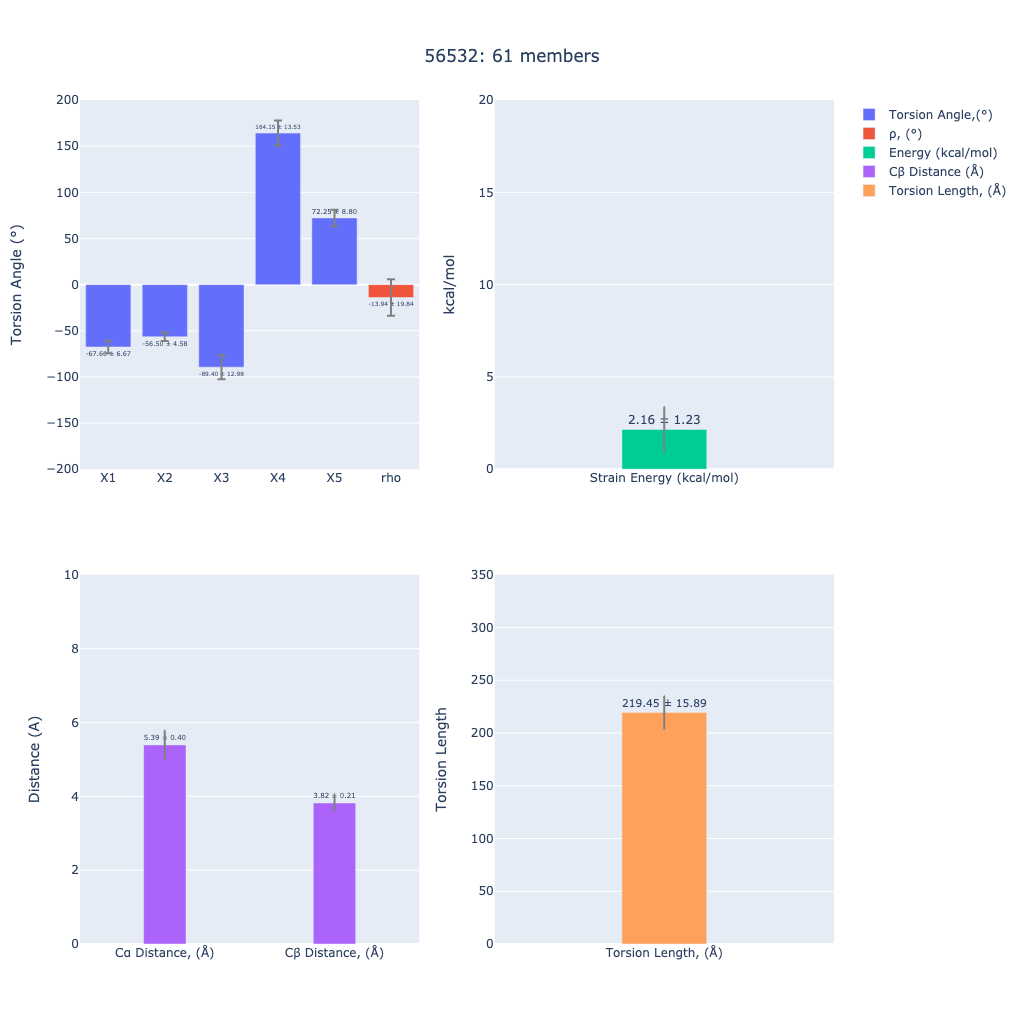 56532: 61 members
Torsion Angle (°)
200
150
100
50
0
−50
−100
−150
−200
164.15 ± 13.53
72.25 ± 8.80
-13.94 ± 19.84
-56.50 ± 4.58
-89.40 ± 12.98
X1 X2 X3 X4 X5 rho
kcal/mol
20
15
10
5
0
2.16 ± 1.23
Strain Energy (kcal/mol)
Torsion Angle,(°)
ρ, (°)
Energy (kcal/mol)
Cβ Distance (Å)
Torsion Length, (Å)
Distance (A)
10
8
6
4
2
0
5.39 ± 0.40
3.82 ± 0.21
Cα Distance, (Å) Cβ Distance, (Å)
Torsion Length
350
300
250
200
150
100
50
0
219.45 ± 15.89
Torsion Length, (Å)